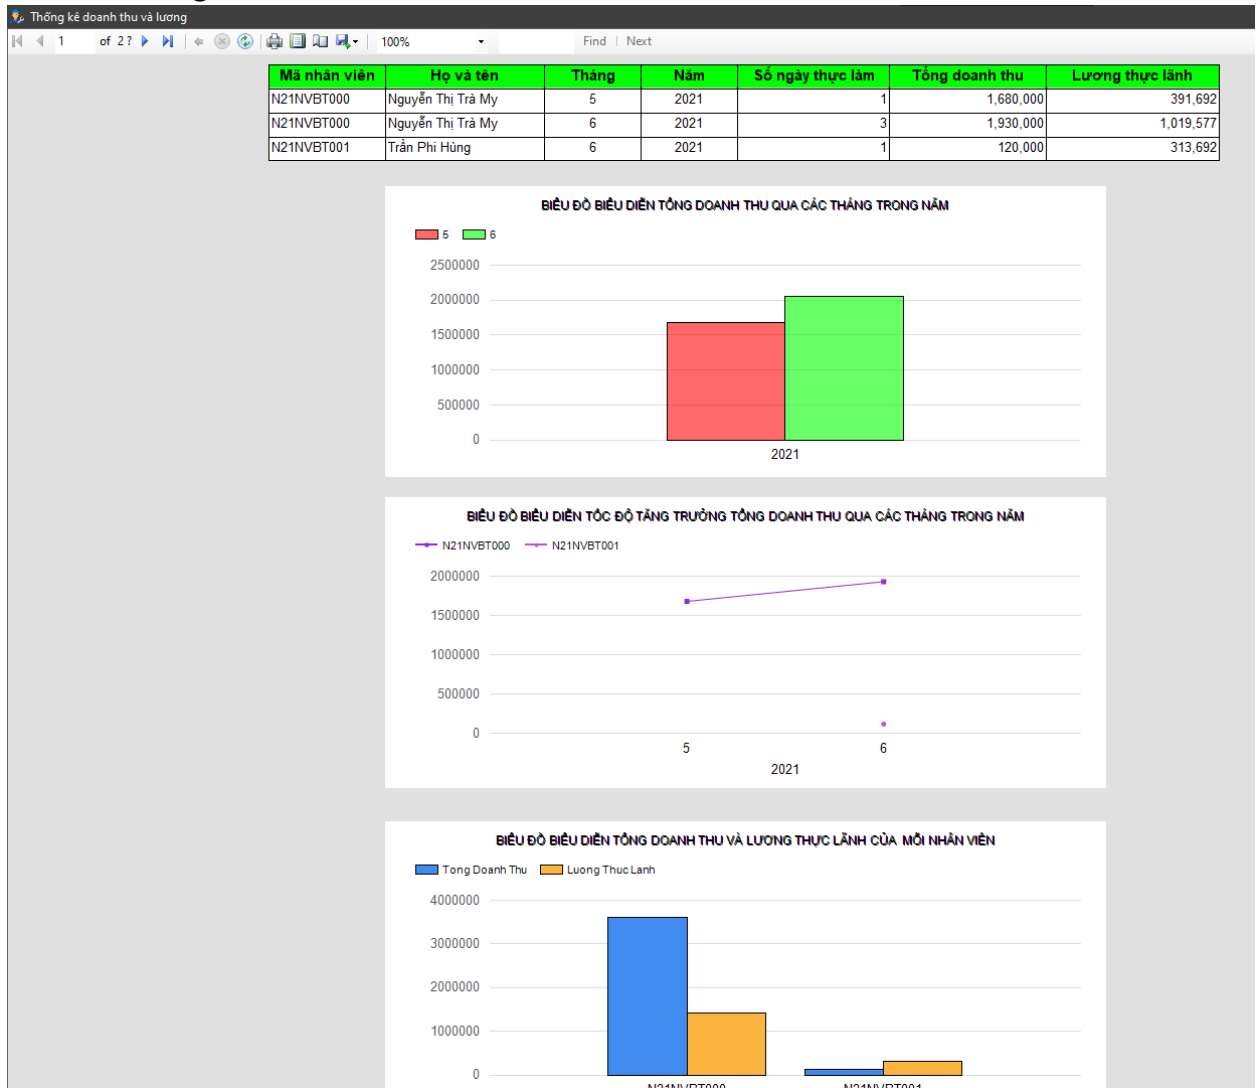 Thống kê doanh thu và lương
1 of 2 ? 100% Find | Next
Mã nhân viên Họ và tên Tháng Năm Số ngày thực làm Tổng doanh thu Lương thực lãnh
N21NVBT000 Nguyễn Thị Trà My 5 2021 1 1,680,000 391,692
N21NVBT000 Nguyễn Thị Trà My 6 2021 3 1,930,000 1,019,577
N21NVBT001 Trần Phi Hùng 6 2021 1 120,000 313,692
BIỂU ĐỒ BIỂU DIỄN TỔNG DOANH THU QUA CÁC THÁNG TRONG NĂM
5 6
2500000
2000000
1500000
1000000
500000
0
2021
BIỂU ĐỒ BIỂU DIỄN TỐC ĐỘ TĂNG TRƯỞNG TỔNG DOANH THU QUA CÁC THÁNG TRONG NĂM
N21NVBT000 N21NVBT001
2000000
1500000
1000000
500000
0
5 6
2021
BIỂU ĐỒ BIỂU DIỄN TỔNG DOANH THU VÀ LƯƠNG THỰC LÃNH CỦA MỖI NHÂN VIÊN
Tong Doanh Thu Luong Thuc Lanh
4000000
3000000
2000000
1000000
0
N21NVBT000 N21NVBT001